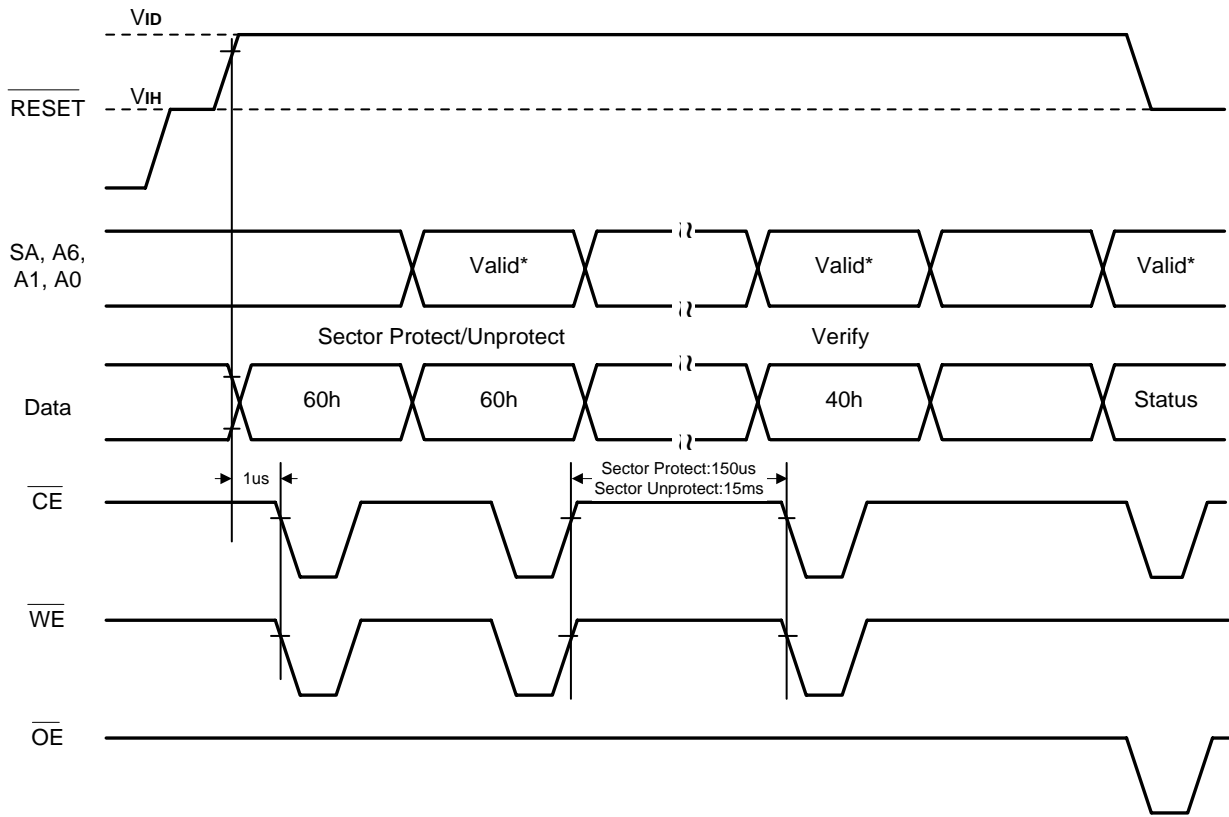 VID
RESET
VIH
SA, A6,
A1, A0
Valid*
Valid*
Valid*
Sector Protect/Unprotect
Verify
Data
60h
60h
40h
Status
1us
Sector Protect:150us
Sector Unprotect:15ms
CE
WE
OE